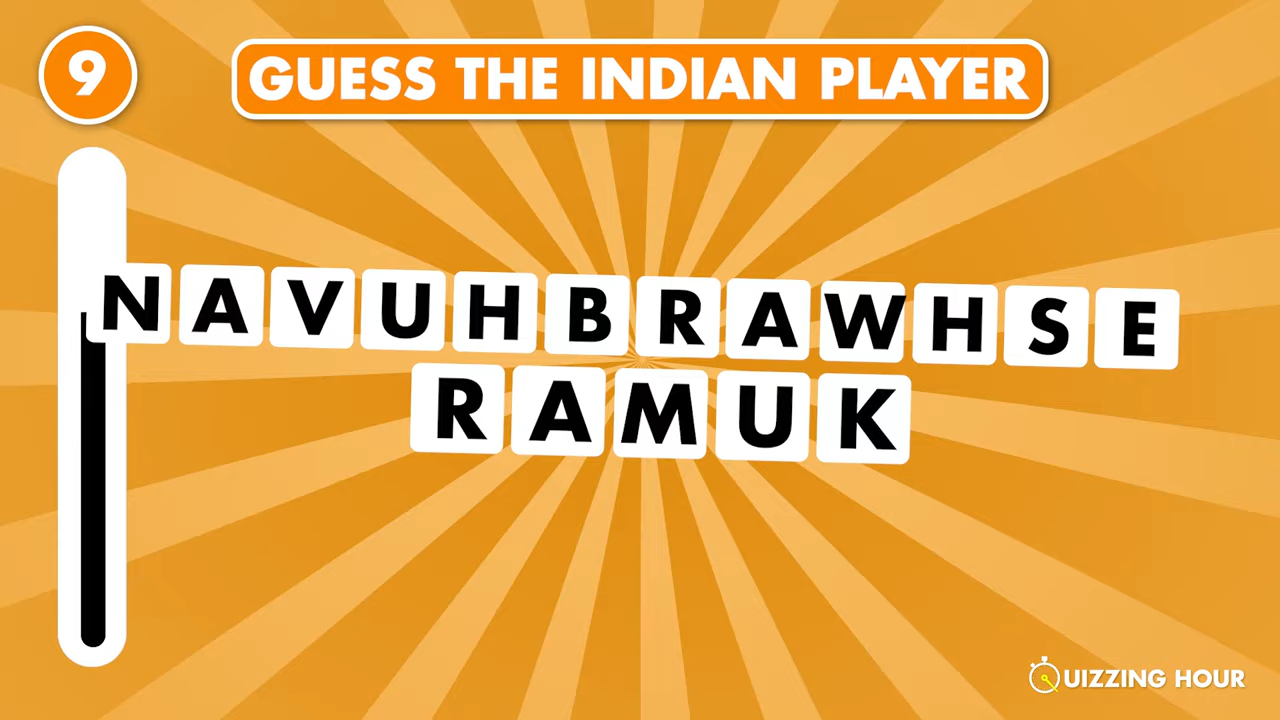 9
GUESS THE INDIAN PLAYER
NAVUHBRAWHSE
RAMUK
QUIZZING HOUR